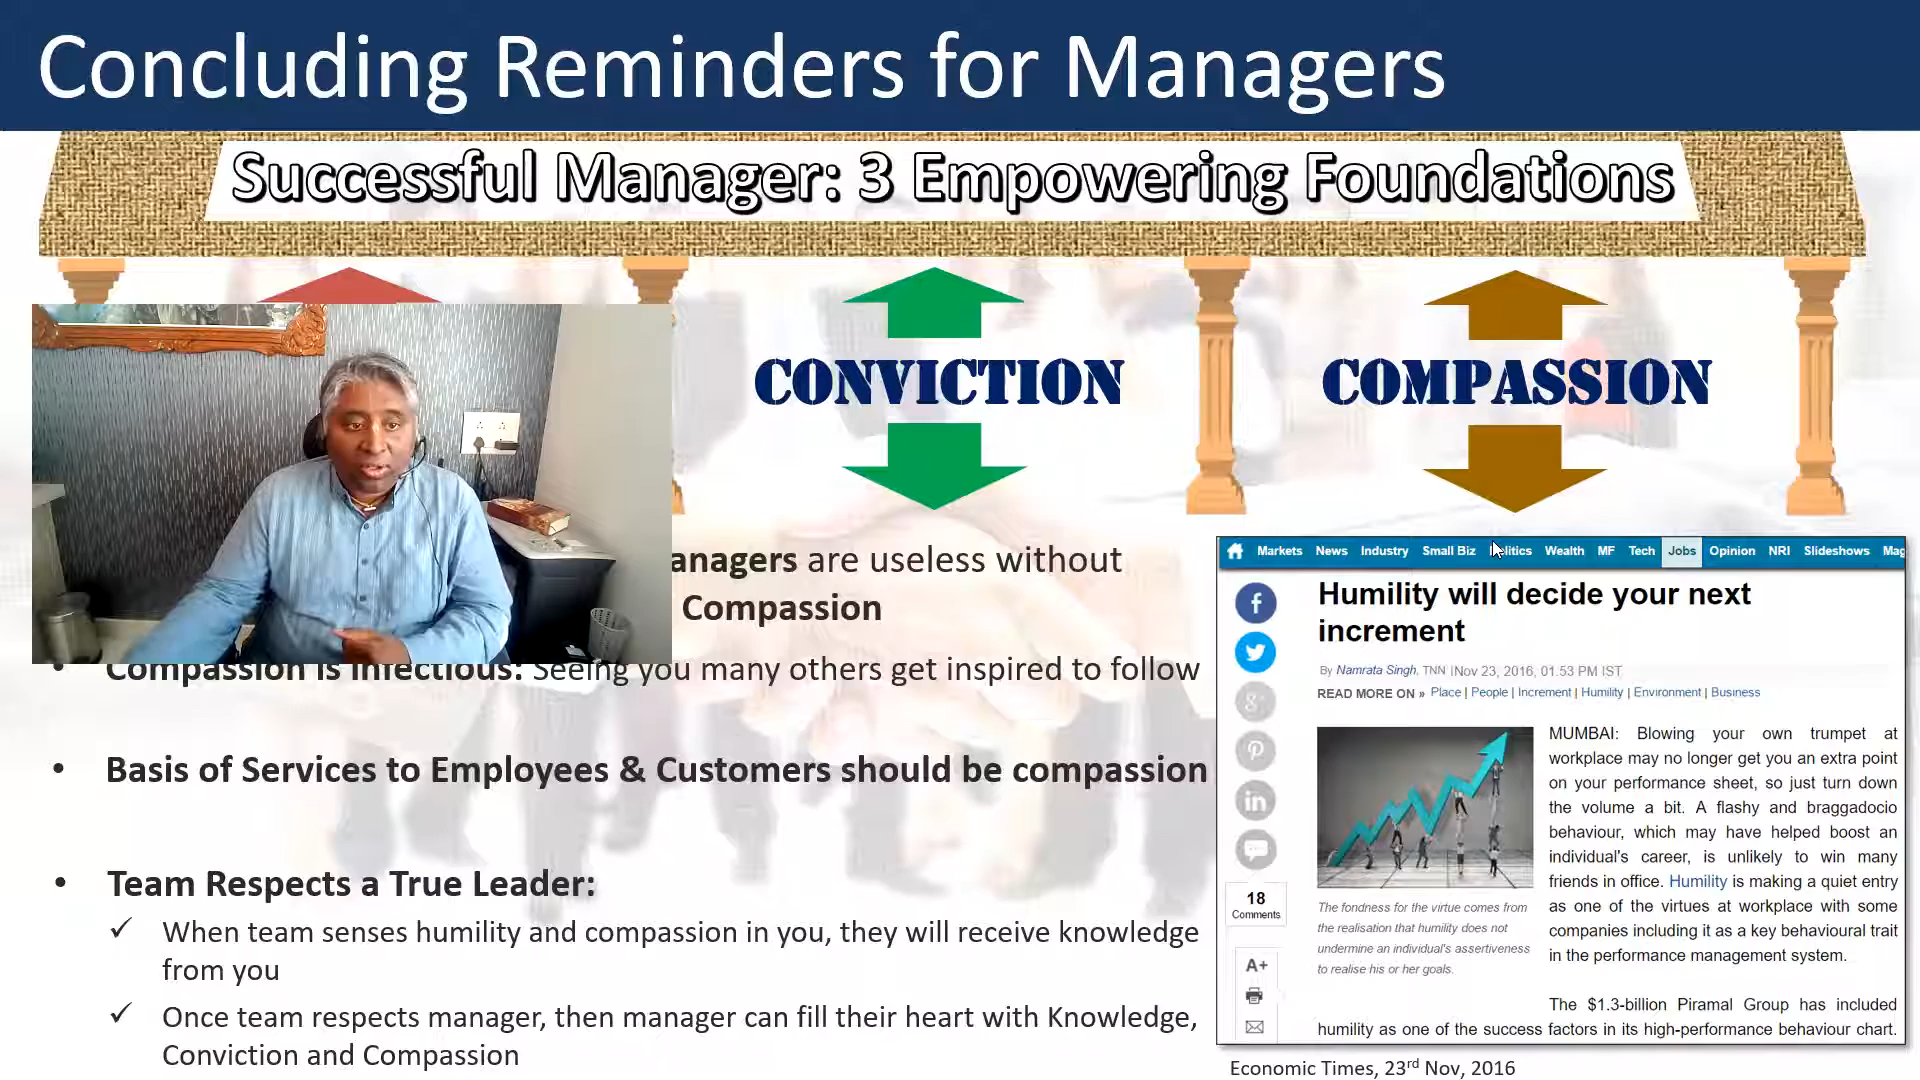 Concluding Reminders for Managers
Successful Manager: 3 Empowering Foundations
CONVICTION
COMPASSION
anagers are useless without
Compassion
• Compassion is infectious: Seeing you many others get inspired to follow
• Basis of Services to Employees & Customers should be compassion
• Team Respects a True Leader:
✓ When team senses humility and compassion in you, they will receive knowledge
from you
✓ Once team respects manager, then manager can fill their heart with Knowledge,
Conviction and Compassion
Markets News Industry Small Biz litics Wealth MF Tech Jobs Opinion NRI Slideshows Mag
Humility will decide your next
increment
By Namrata Singh, TNN |Nov 23, 2016, 01.53 PM IST
READ MORE ON » Place | People | Increment | Humility | Environment | Business
MUMBAI: Blowing your own trumpet at
workplace may no longer get you an extra point
on your performance sheet, so just turn down
the volume a bit. A flashy and braggadocio
behaviour, which may have helped boost an
individual's career, is unlikely to win many
friends in office. Humility is making a quiet entry
as one of the virtues at workplace with some
companies including it as a key behavioural trait
in the performance management system.
The fondness for the virtue comes from
the realisation that humility does not
undermine an individual's assertiveness
to realise his or her goals.
The $1.3-billion Piramal Group has included
humility as one of the success factors in its high-performance behaviour chart.
18
Comments
A+
Economic Times, 23rd Nov, 2016